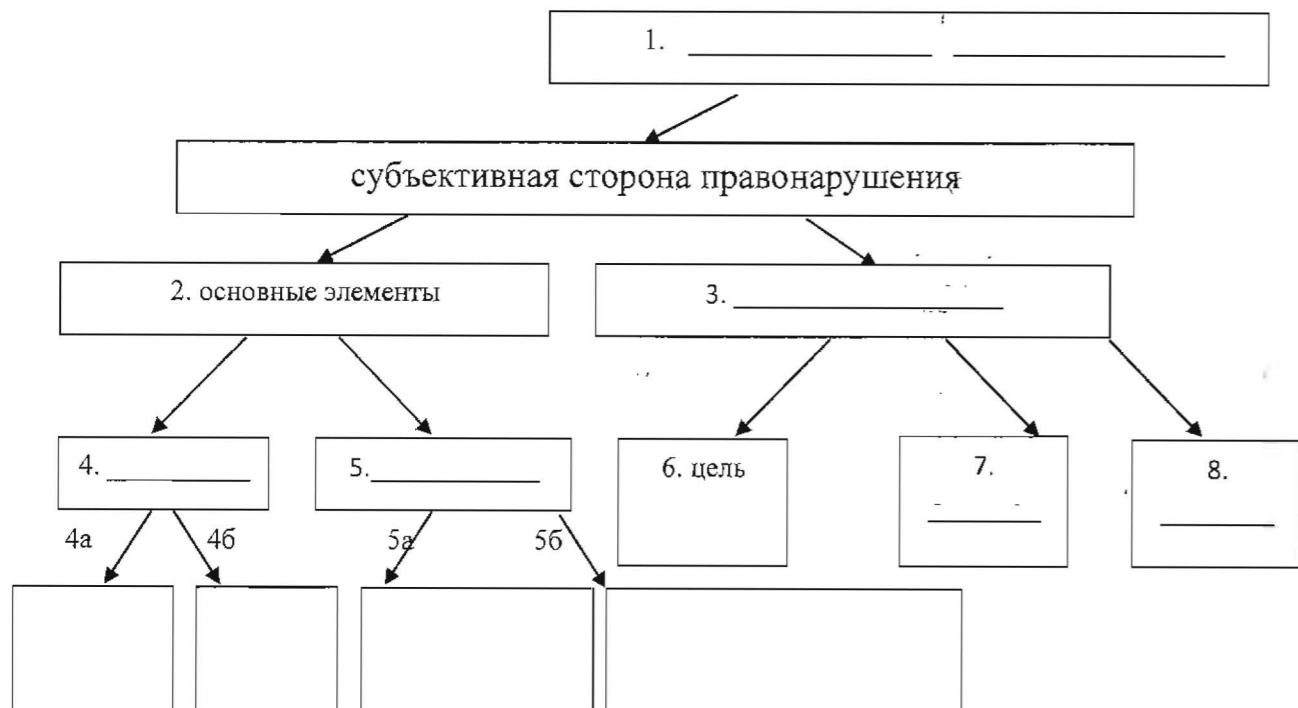 1.
субъективная сторона правонарушения
2. основные элементы
3.
4.
5.
6. цель
7.
8.
4а
4б
5а
5б